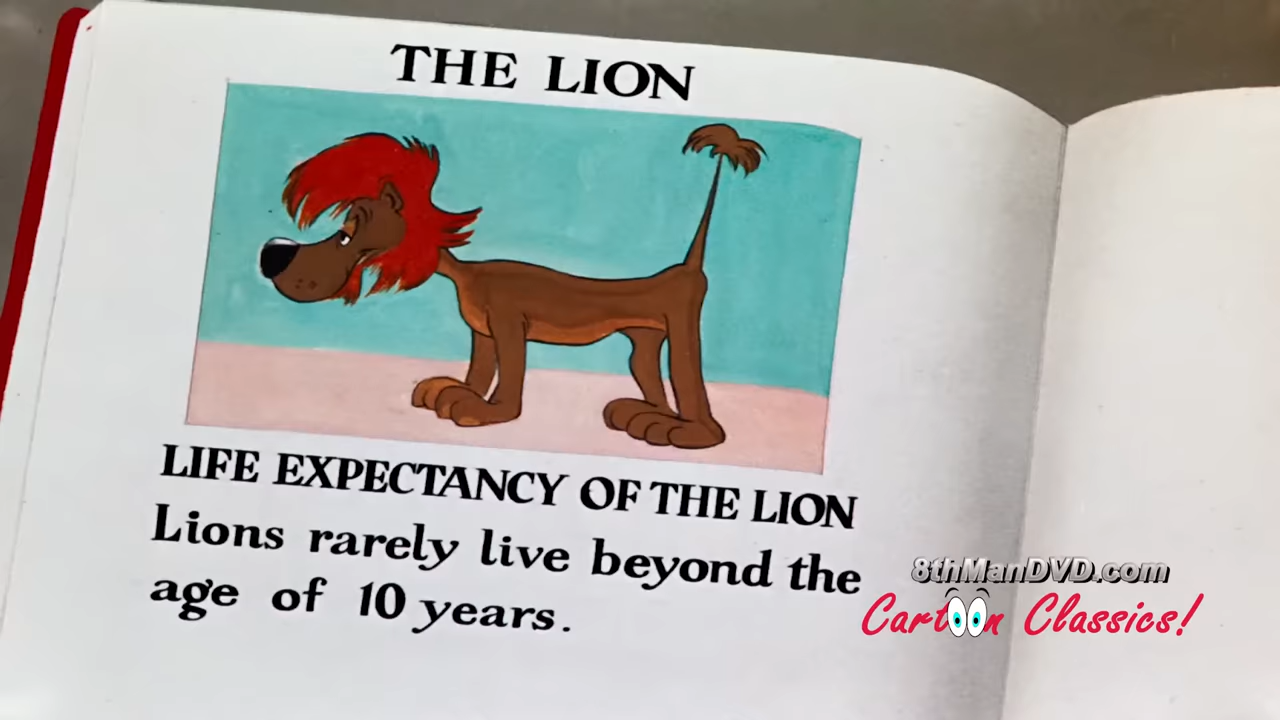 THE LION
LIFE EXPECTANCY OF THE LION
Lions rarely live beyond the
age of 10 years.
8thManDVD.com
Cartoon Classics!